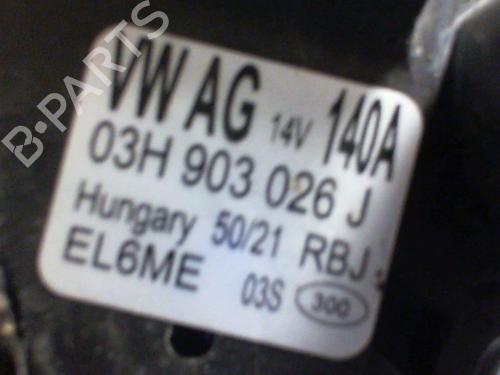 VW AG 14V 140A
03H 903 026 J
Hungary 50/21 RBJ
EL6ME 03S 300
B-PARTS